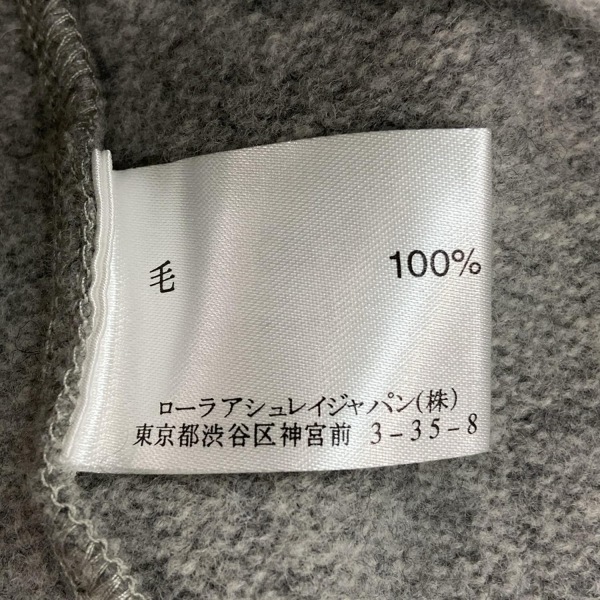 毛 100%
ローラアシュレイジャパン(株)
東京都渋谷区神宮前 3-35-8